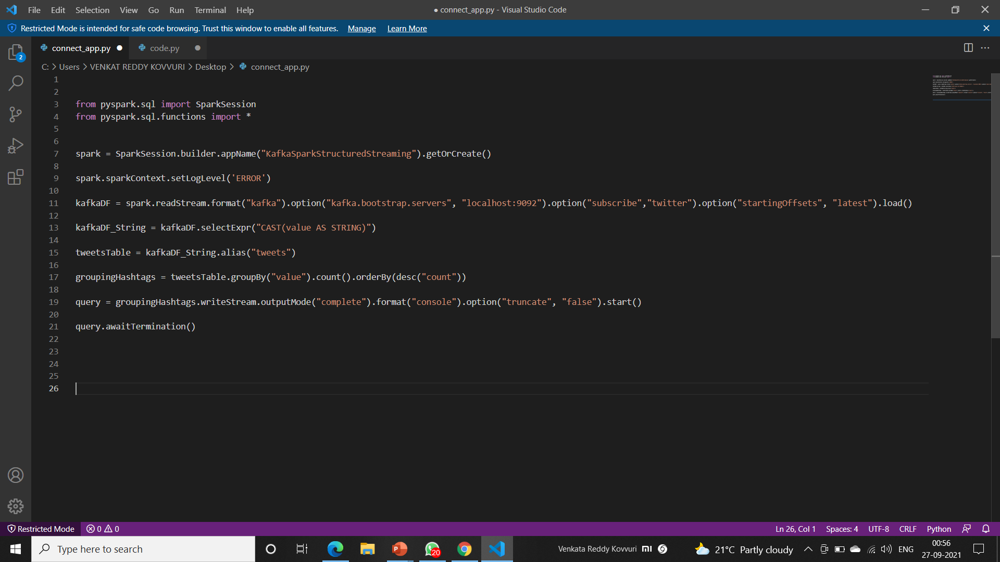 File Edit Selection View Go Run Terminal Help ● connect_app.py - Visual Studio Code
Restricted Mode is intended for safe code browsing. Trust this window to enable all features. Manage Learn More
connect_app.py ● code.py ●
2
C: > Users > VENKAT REDDY KOVVURI > Desktop > connect_app.py
1
2
3 from pyspark.sql import SparkSession
4 from pyspark.sql.functions import *
5
6
7 spark = SparkSession.builder.appName("KafkaSparkStructuredStreaming").getOrCreate()
8
9 spark.sparkContext.setLogLevel('ERROR')
10
11 kafkaDF = spark.readStream.format("kafka").option("kafka.bootstrap.servers", "localhost:9092").option("subscribe","twitter").option("startingOffsets", "latest").load()
12
13 kafkaDF_String = kafkaDF.selectExpr("CAST(value AS STRING)")
14
15 tweetsTable = kafkaDF_String.alias("tweets")
16
17 groupingHashtags = tweetsTable.groupBy("value").count().orderBy(desc("count"))
18
19 query = groupingHashtags.writeStream.outputMode("complete").format("console").option("truncate", "false").start()
20
21 query.awaitTermination()
22
23
24
25
26
Restricted Mode 0 0 Ln 26, Col 1 Spaces: 4 UTF-8 CRLF Python
Type here to search 20 Venkata Reddy Kovvuri 21°C Partly cloudy ENG 00:56
27-09-2021